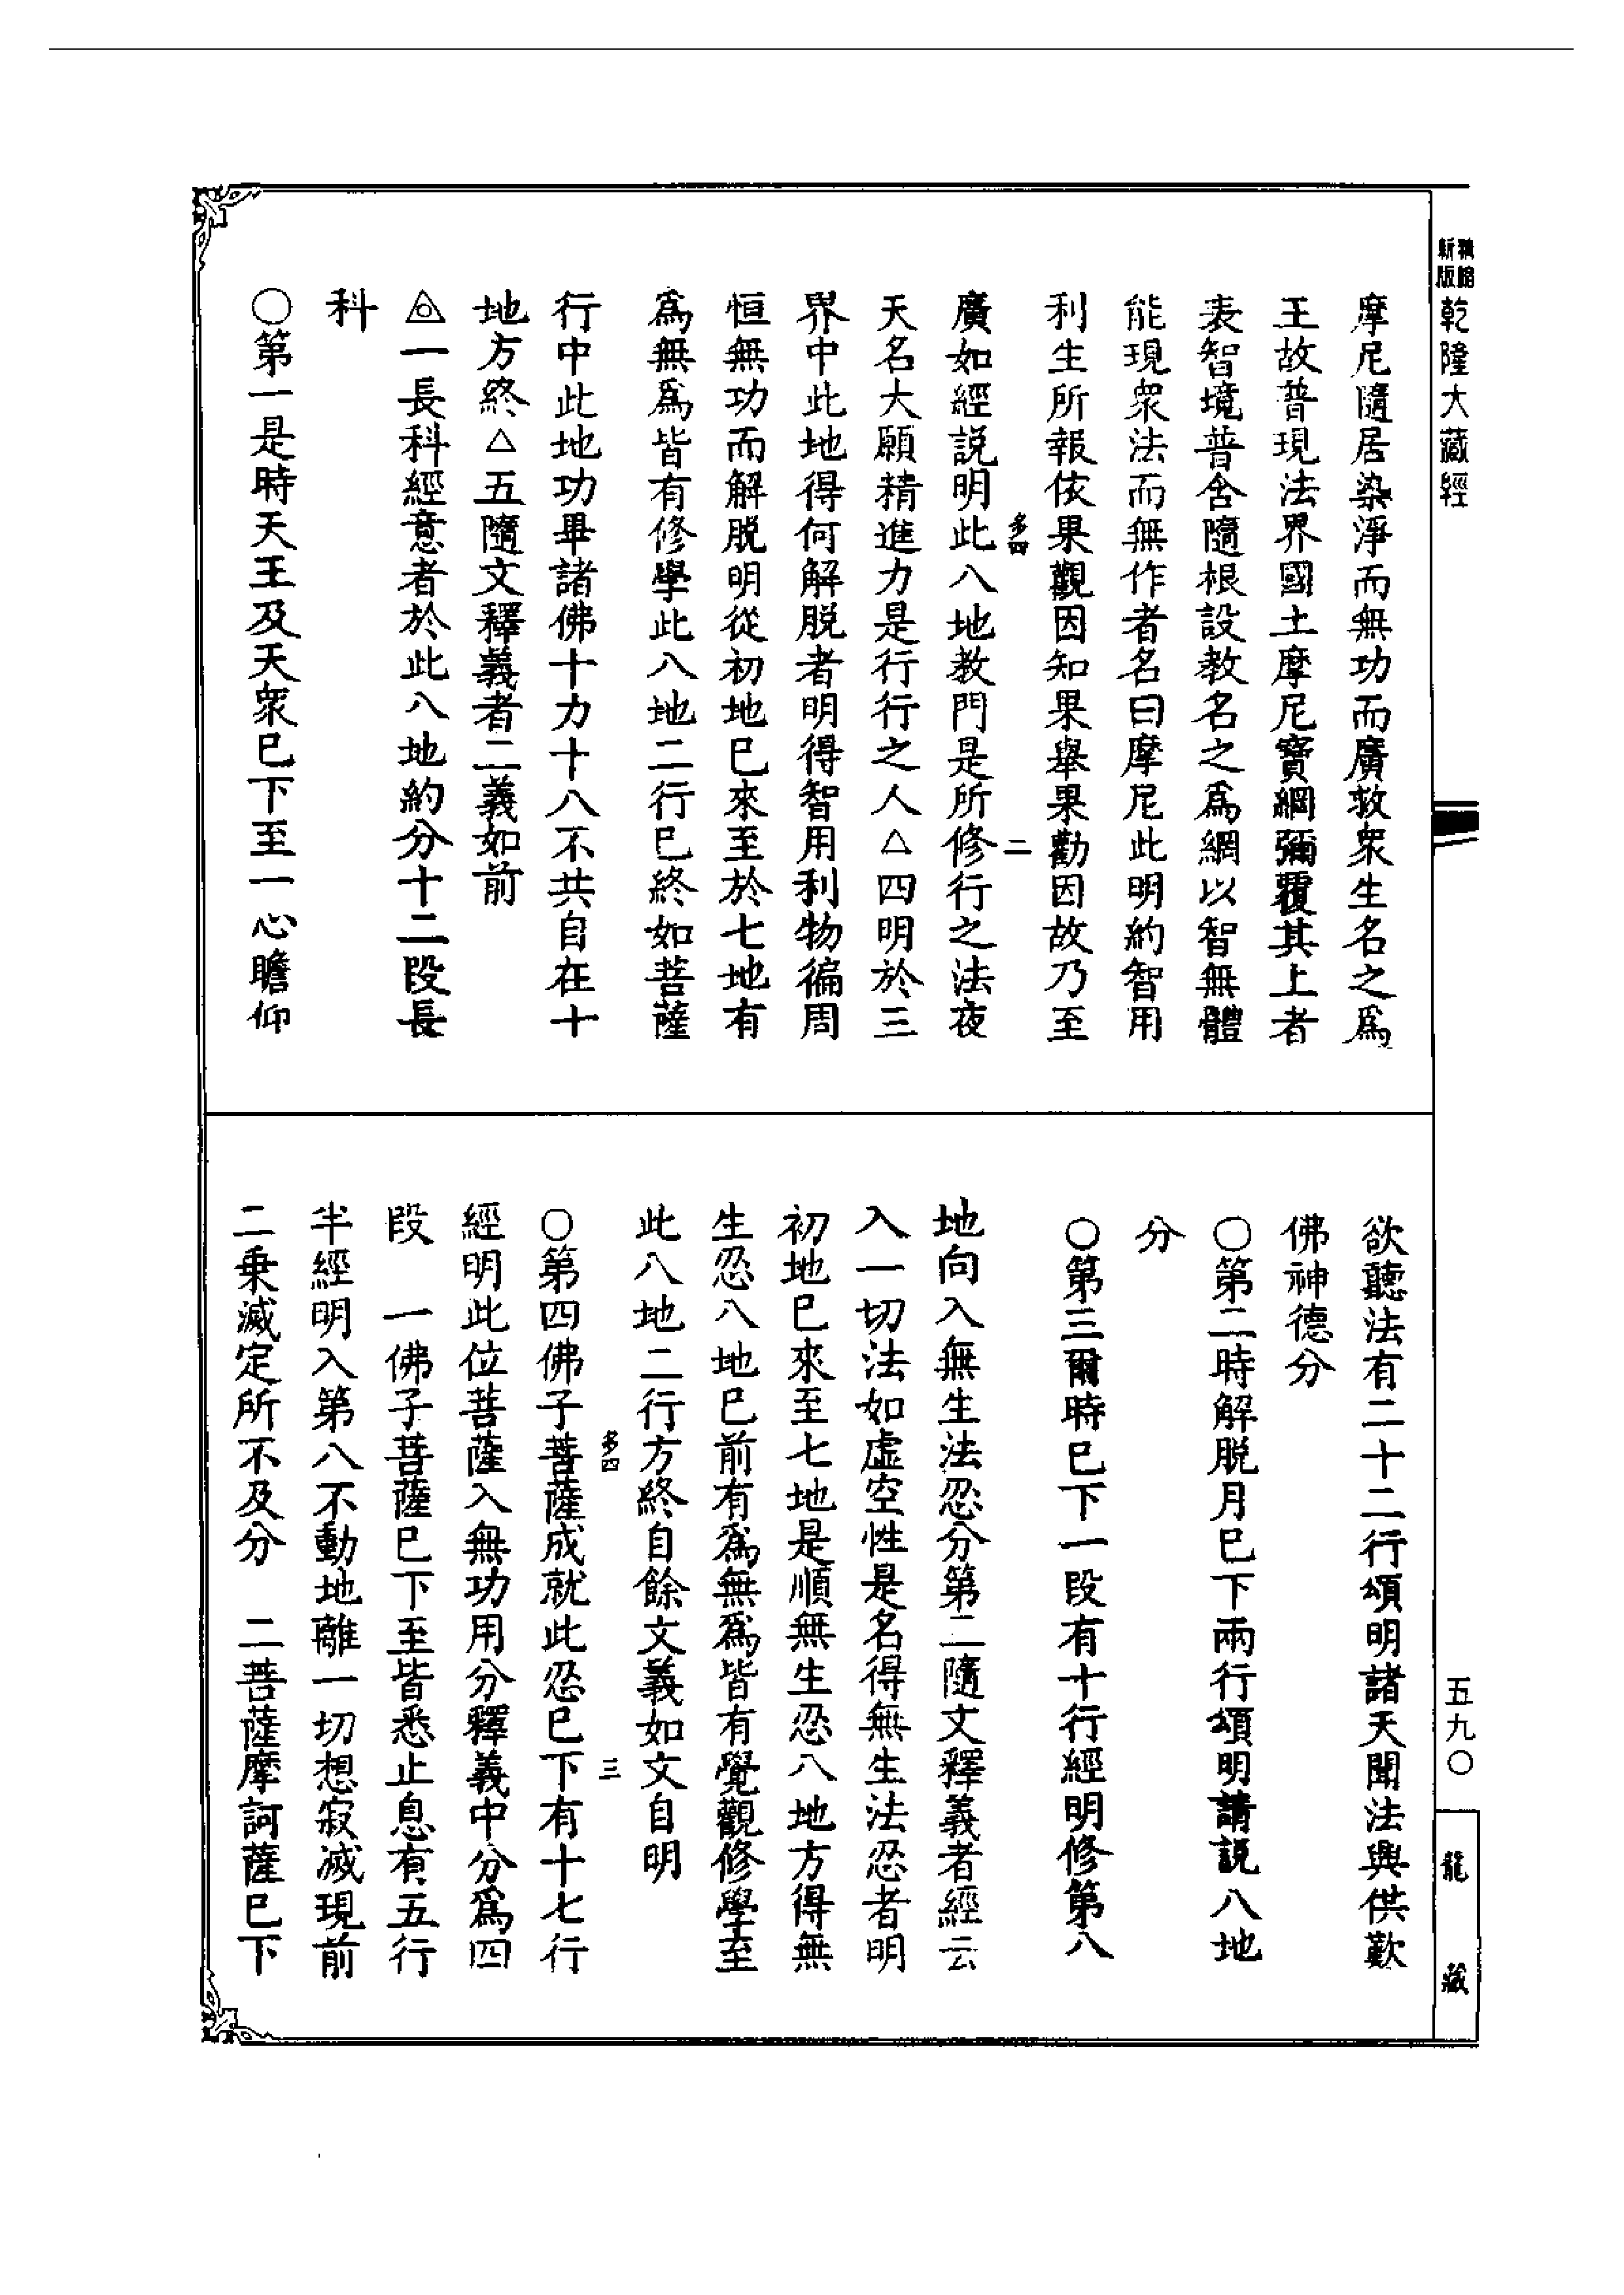 新版精縮乾隆大藏經
摩尼隨居染淨而無功而廣救衆生名之爲
王故普現法界國土摩尼寶網彌覆其上者
表智境普含隨根設教名之爲網以智無體
能現衆法而無作者名曰摩尼此明約智用
利生所報依果觀因知果舉果勸因故乃至
多四 二
廣如經説明此八地教門是所修行之法夜
天名大願精進力是行行之人△四明於三
界中此地得何解脱者明得智用利物徧周
恒無功而解脱明從初地巳來至於七地有
爲無爲皆有修學此八地二行巳終如菩薩
行中此地功畢諸佛十力十八不共自在十
地方終△五隨文釋義者二義如前
◬一長科經意者於此八地約分十二段長
科
○第一是時天王及天衆巳下至一心瞻仰
欲聽法有二十二行頌明諸天聞法興供歎
佛神德分
○第二時解脱月巳下兩行頌明請説八地
分
○第三爾時巳下一段有十行經明修第八
地向入無生法忍分第二隨文釋義者經云
入一切法如虚空性是名得無生法忍者明
初地巳來至七地是順無生忍八地方得無
生忍八地巳前有爲無爲皆有覺觀修學至
此八地二行方終自餘文義如文自明
多四 三
○第四佛子菩薩成就此忍巳下有十七行
經明此位菩薩入無功用分釋義中分爲四
段 一佛子菩薩巳下至皆悉止息有五行
半經明入第八不動地離一切想寂滅現前
二乗滅定所不及分 二菩薩摩訶薩巳下
五九○
龍藏